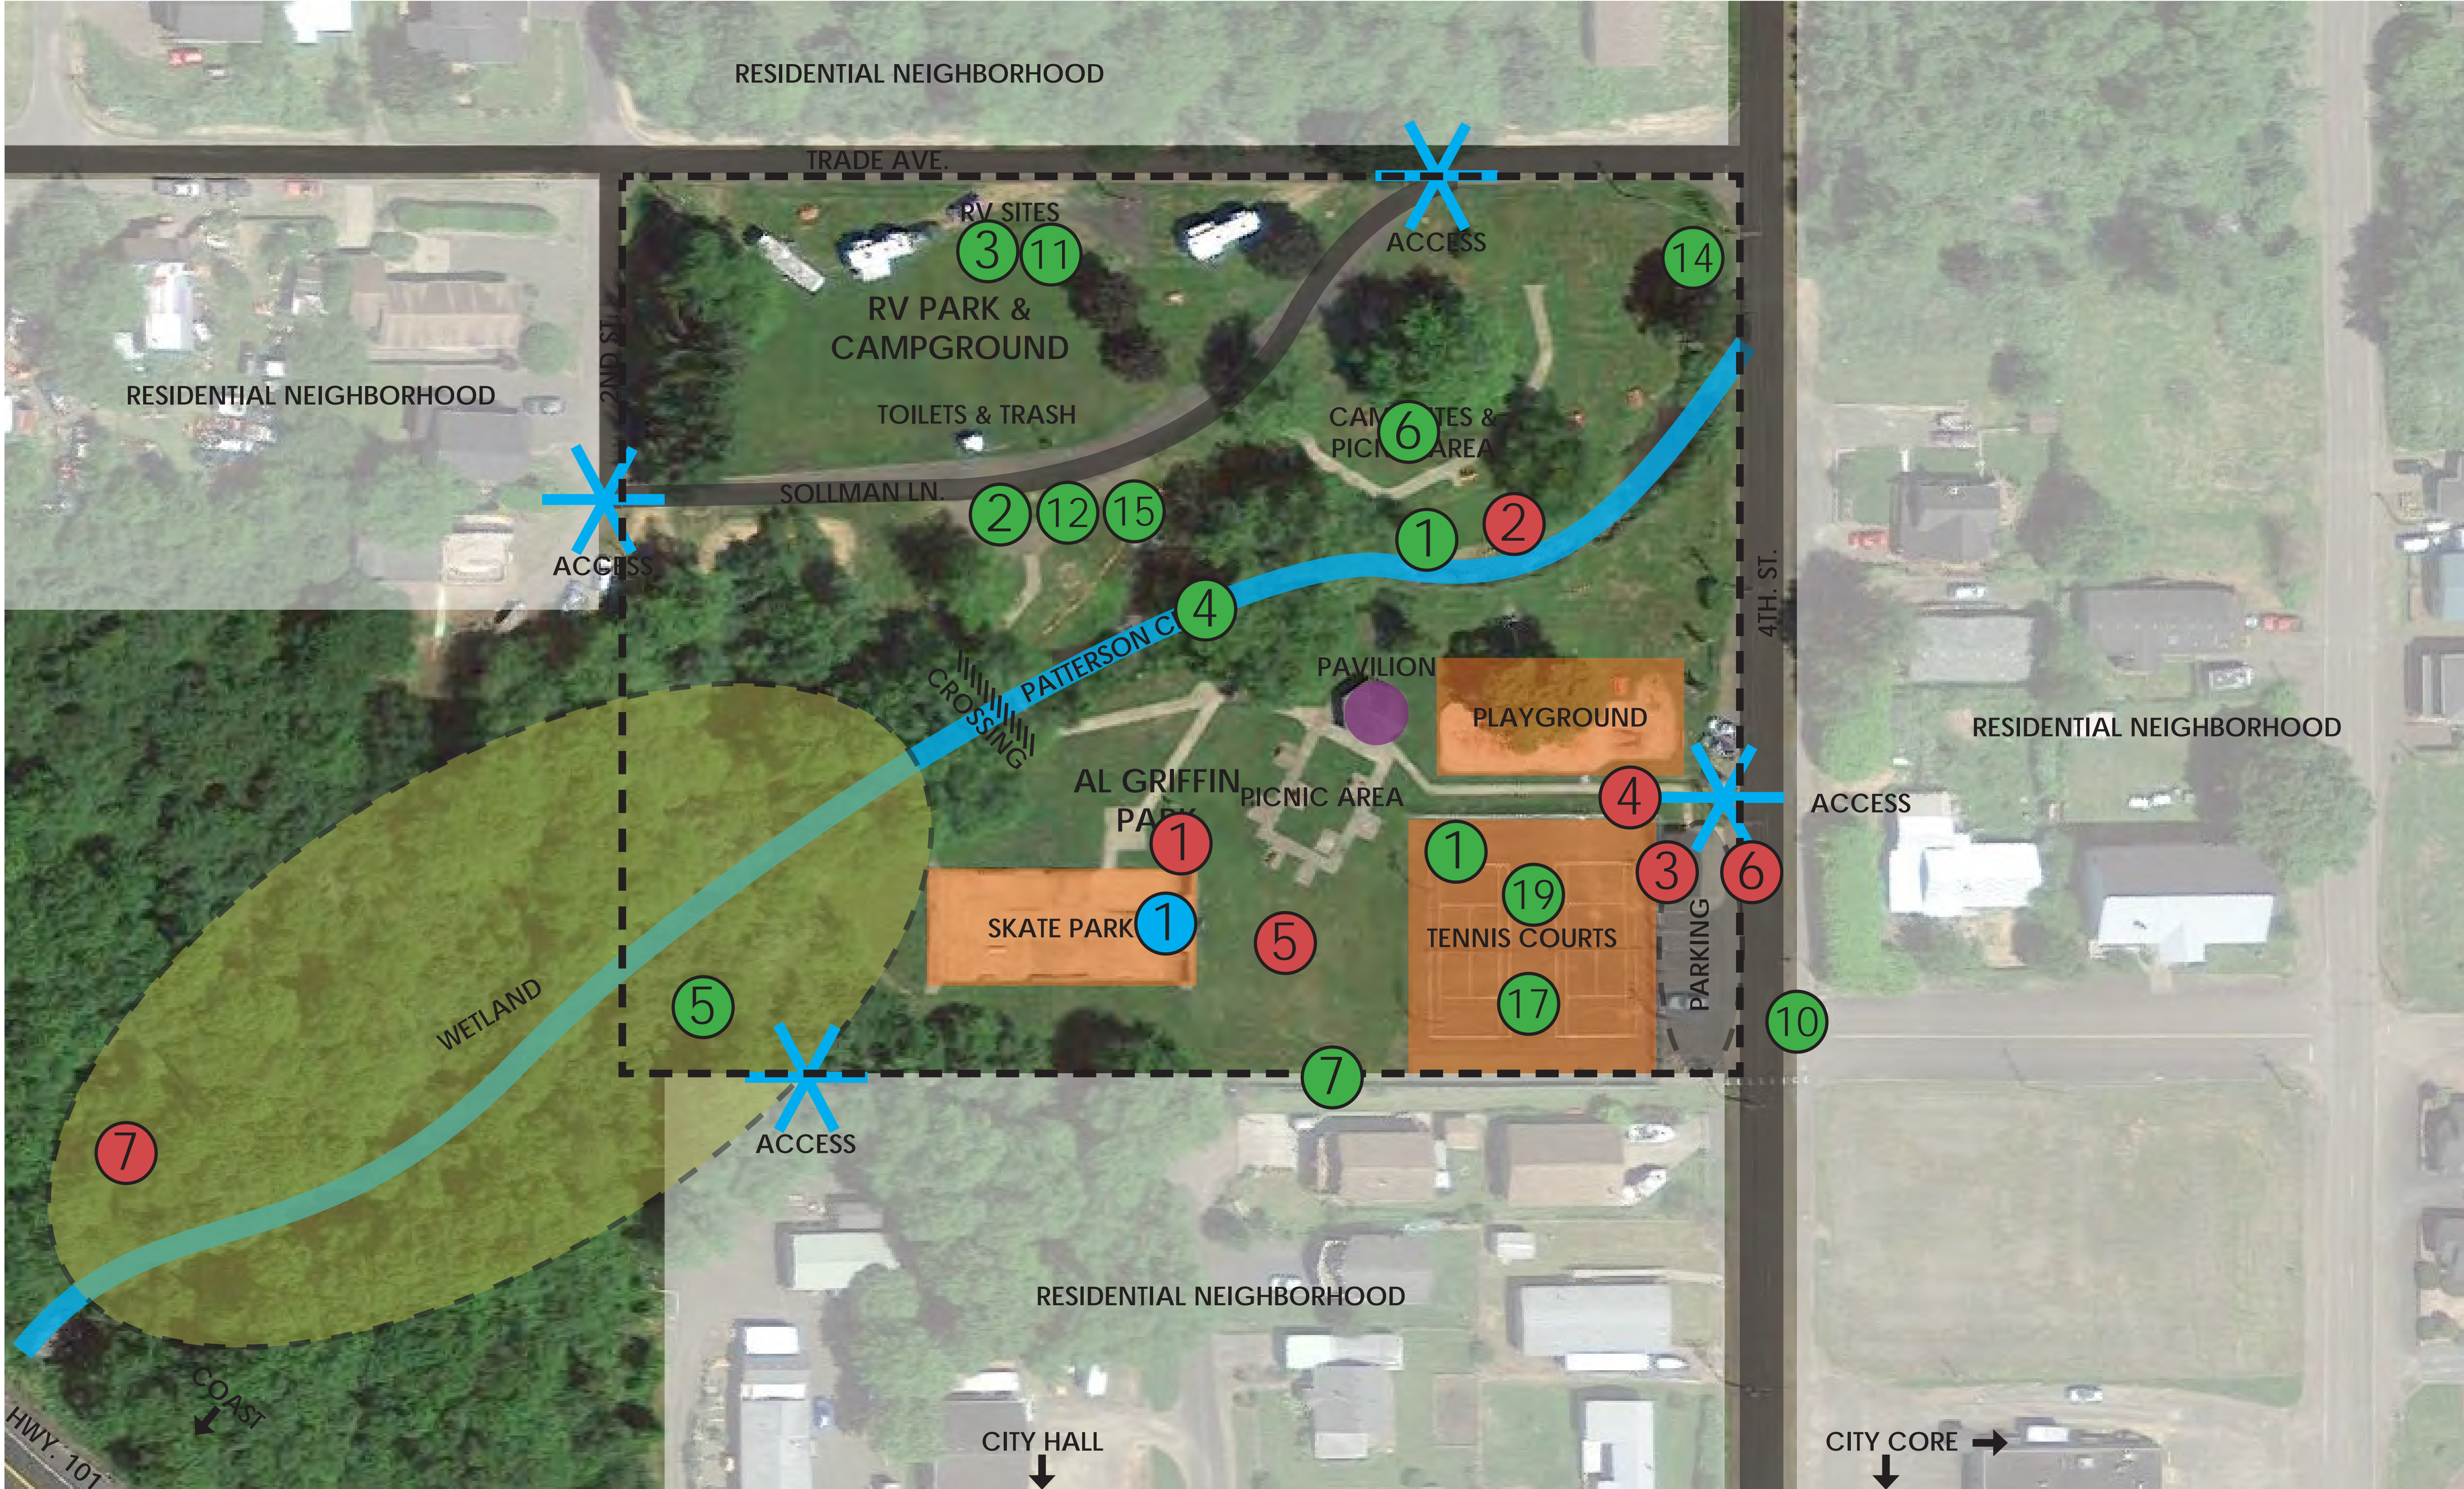 RESIDENTIAL NEIGHBORHOOD
TRADE AVE.
RV SITES
3 11
ACCESS
14
RV PARK &
CAMPGROUND
2ND ST.
RESIDENTIAL NEIGHBORHOOD
TOILETS & TRASH
6
PICNIC AREA
SOLLMAN LN.
2 12 15
1 2
ACCESS
4TH. ST.
4
PATTERSON
CROSSING
PAVILION
PLAYGROUND
RESIDENTIAL NEIGHBORHOOD
AL GRIFFIN
PARK
PICNIC AREA
4
ACCESS
1
1
3 6
19
SKATE PARK
1
5
TENNIS COURTS
PARKING
WETLAND
5
17
10
7
ACCESS
7
RESIDENTIAL NEIGHBORHOOD
COAST
HWY. 101
CITY HALL
CITY CORE